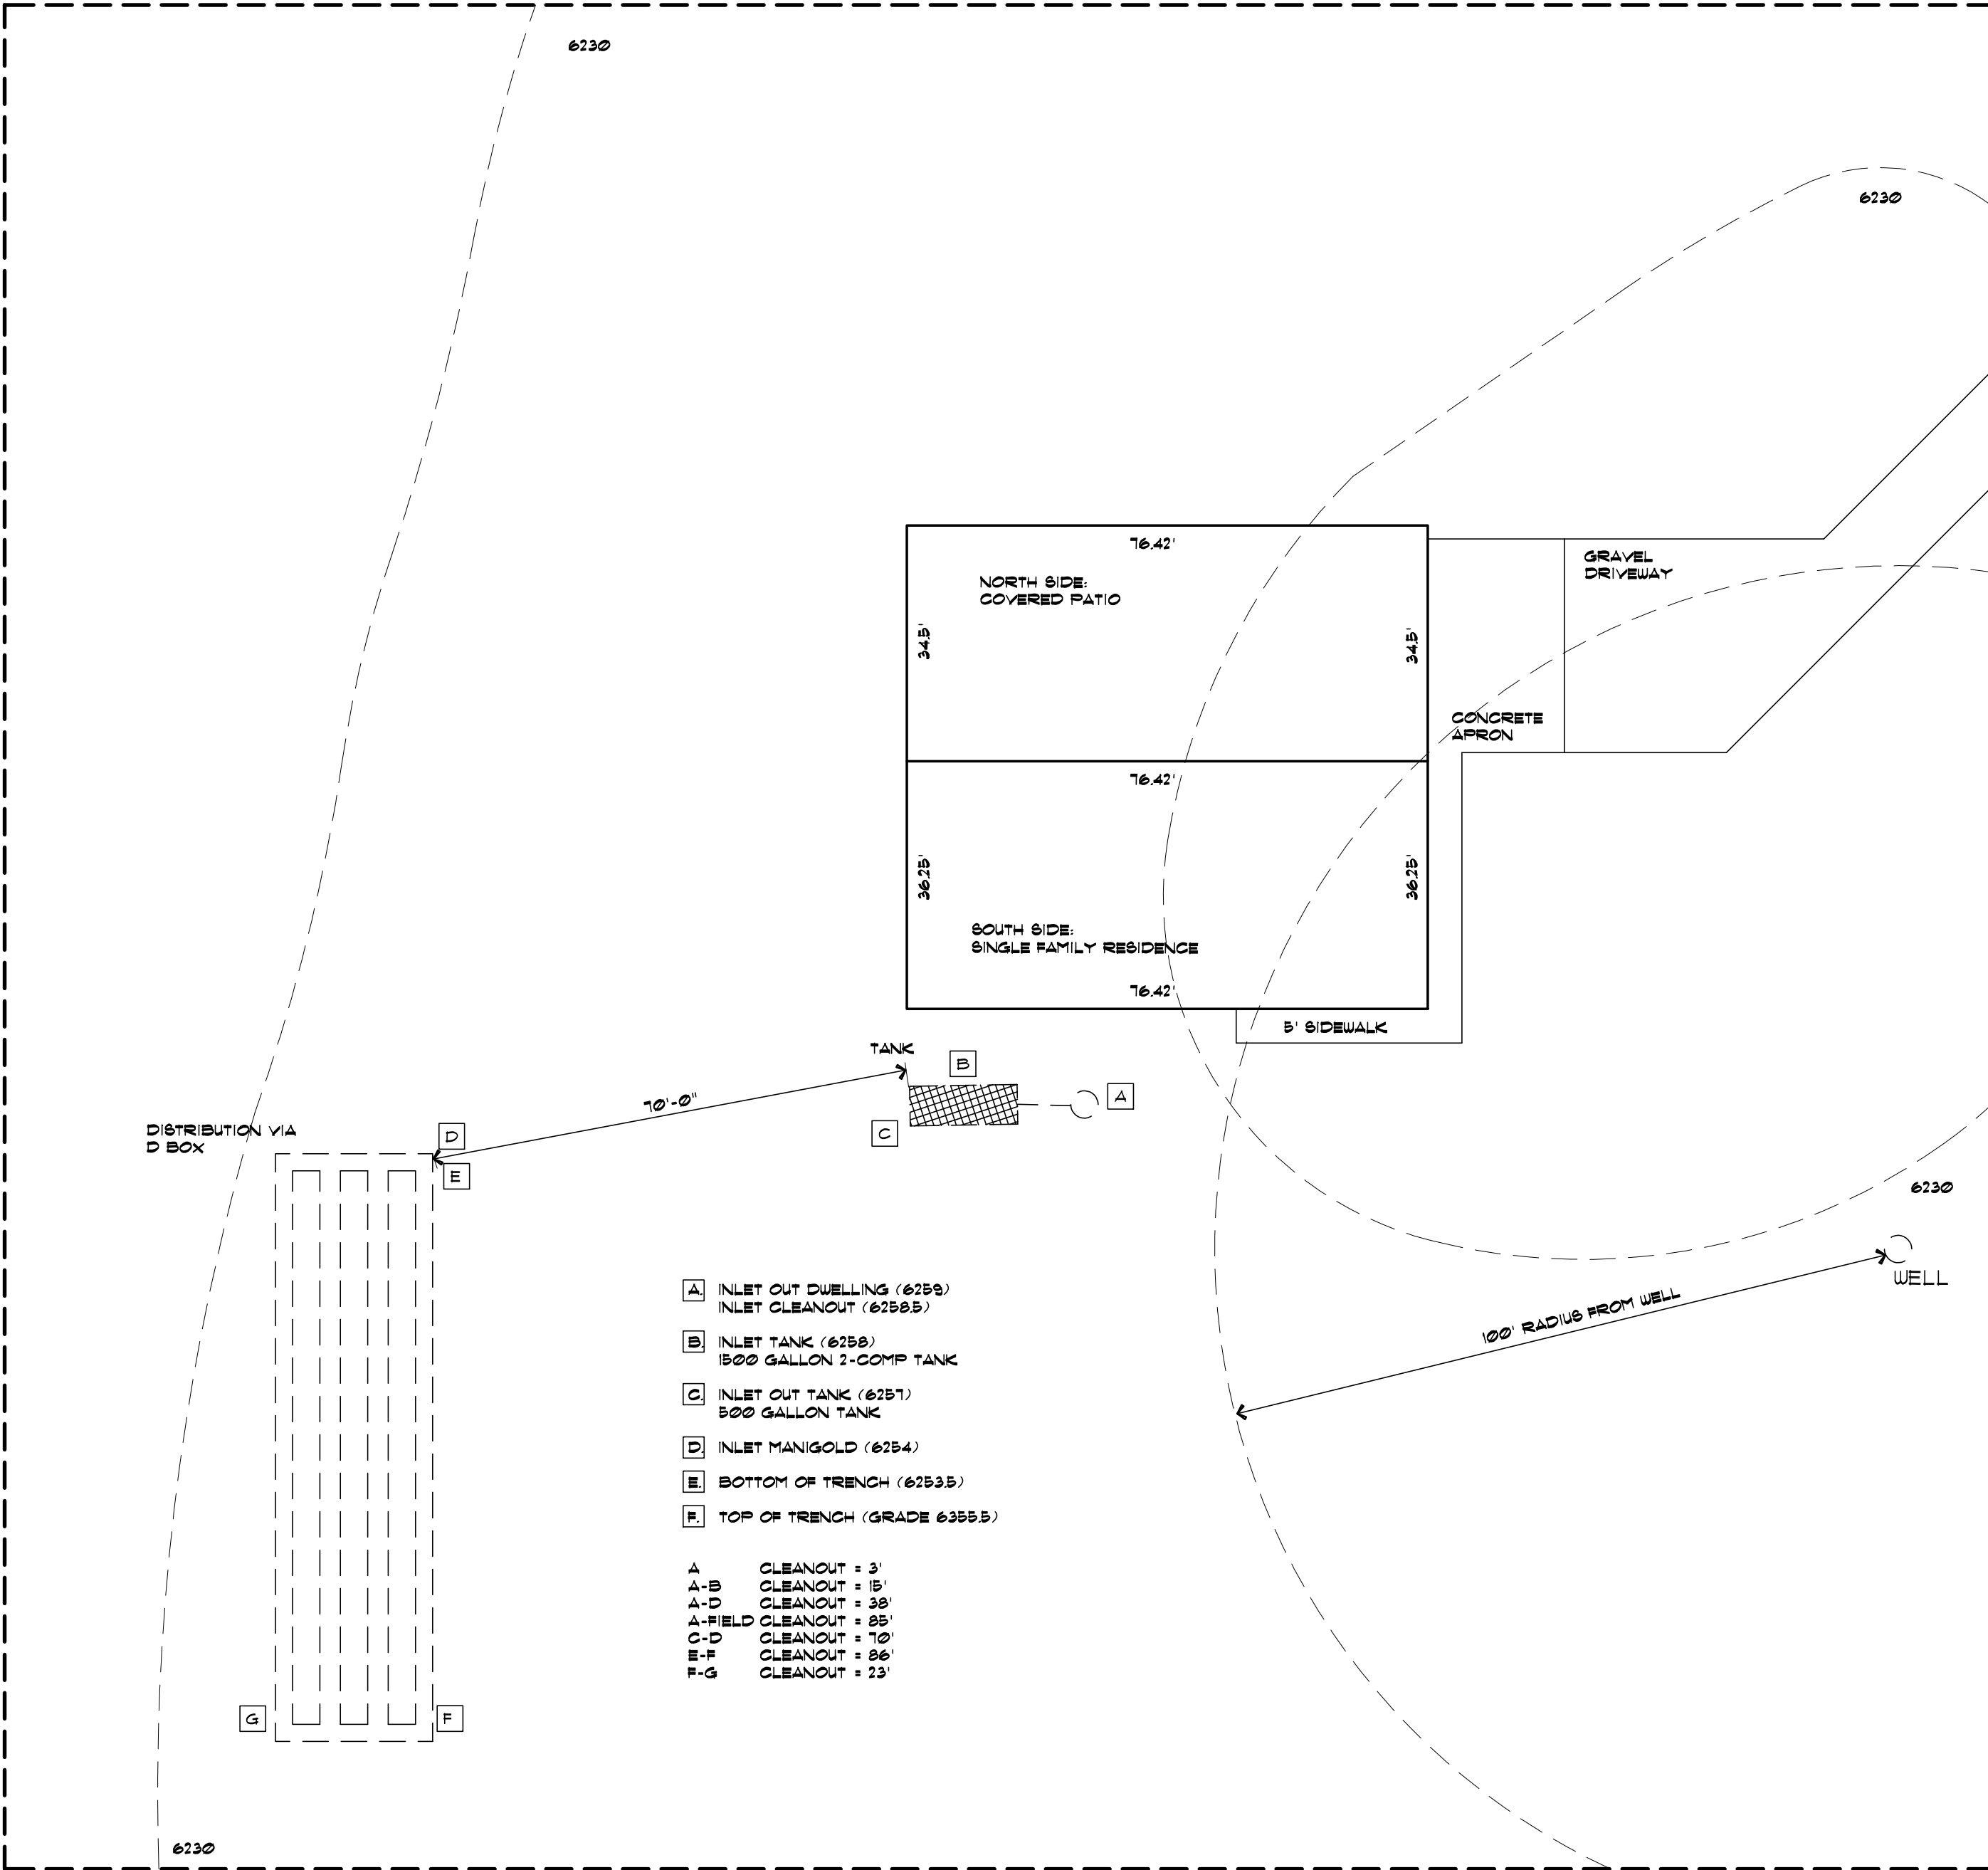 6230
6230
76.42'
GRAVEL
DRIVEWAY
NORTH SIDE:
COVERED PATIO
34.5'
34.5'
CONCRETE
APRON
76.42'
36.25'
36.25'
SOUTH SIDE:
SINGLE FAMILY RESIDENCE
76.42'
5' SIDEWALK
TANK
B
A
70'-0"
DISTRIBUTION VIA
D BOX
D
C
E
6230
WELL
100' RADIUS FROM WELL
A. INLET OUT DWELLING (6259)
INLET CLEANOUT (6258.5)
B. INLET TANK (6258)
1500 GALLON 2-COMP TANK
C. INLET OUT TANK (6257)
500 GALLON TANK
D. INLET MANIGOLD (6254)
E. BOTTOM OF TRENCH (6253.5)
F. TOP OF TRENCH (GRADE 6355.5)
A CLEANOUT = 3'
A-B CLEANOUT = 15'
A-D CLEANOUT = 38'
A-FIELD CLEANOUT = 85'
C-D CLEANOUT = 70'
E-F CLEANOUT = 86'
F-G CLEANOUT = 23'
G
F
6230